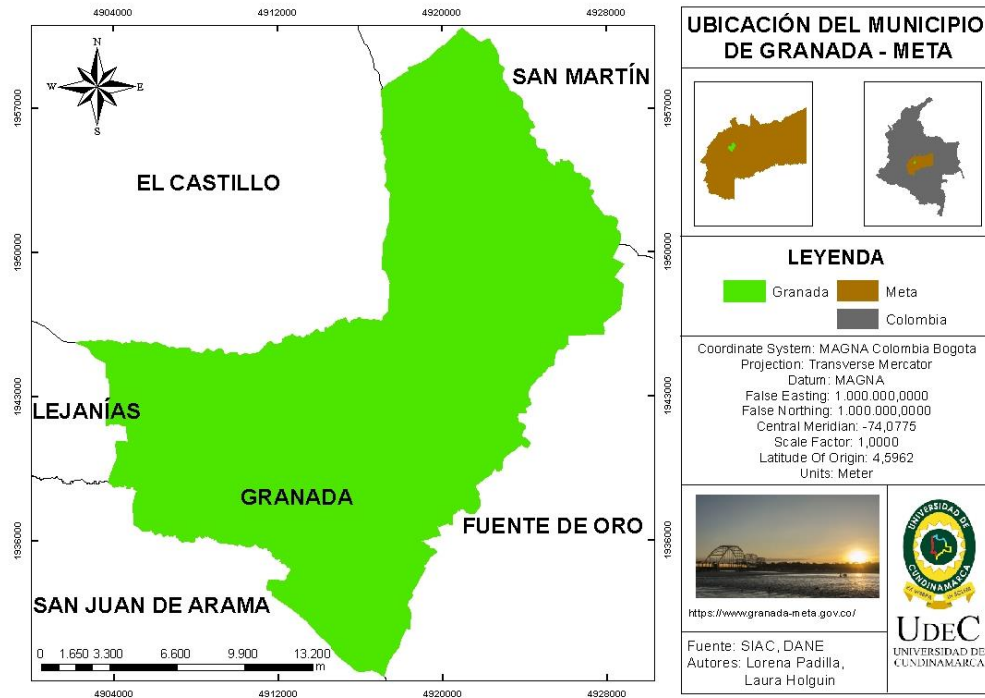 4904000 4912000 4920000 4928000
N
W E
S
SAN MARTÍN
EL CASTILLO
LEJANÍAS
GRANADA
FUENTE DE ORO
SAN JUAN DE ARAMA
1957000
1950000
1943000
1936000
1957000
1950000
1943000
1936000
0 1.650 3.300 6.600 9.900 13.200
m
4904000 4912000 4920000 4928000
UBICACIÓN DEL MUNICIPIO
DE GRANADA - META
LEYENDA
Granada Meta
Colombia
Coordinate System: MAGNA Colombia Bogota
Projection: Transverse Mercator
Datum: MAGNA
False Easting: 1.000.000,0000
False Northing: 1.000.000,0000
Central Meridian: -74,0775
Scale Factor: 1,0000
Latitude Of Origin: 4,5962
Units: Meter
https://www.granada-meta.gov.co/
Fuente: SIAC, DANE
Autores: Lorena Padilla,
Laura Holguin
UNIVERSIDAD DE
CUNDINAMARCA
UDEC
UNIVERSIDAD DE
CUNDINAMARCA